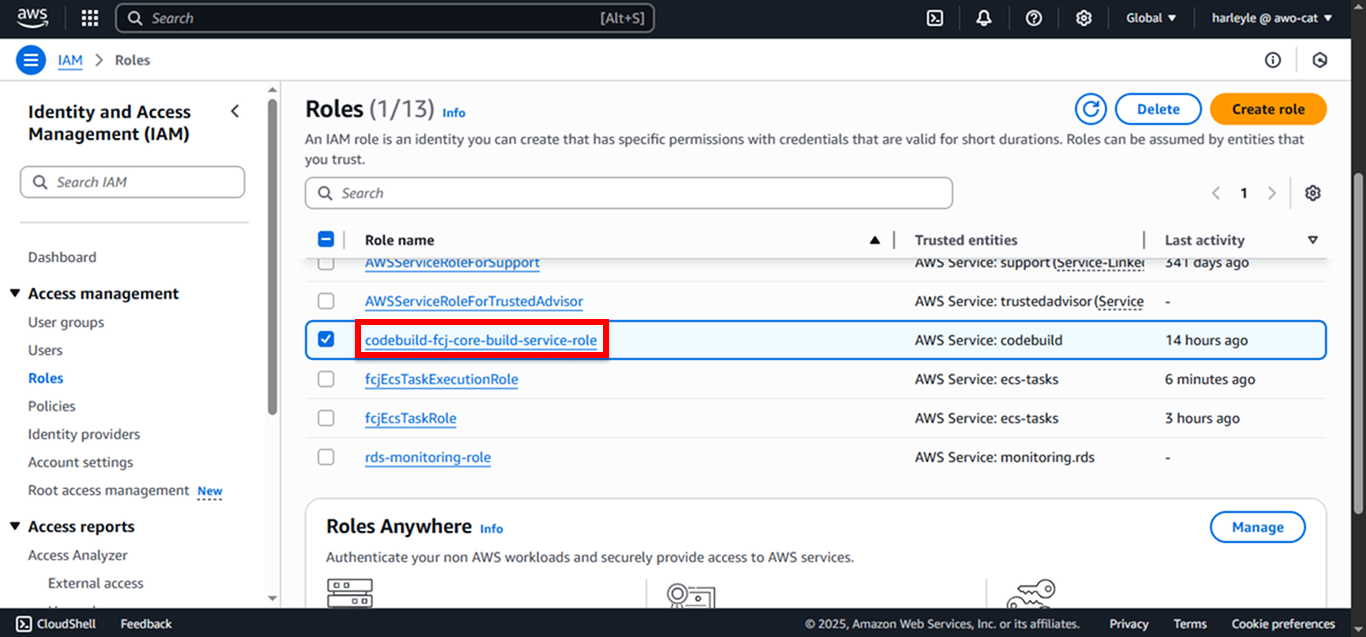 aws
Search
[Alt+S]
Global
harleyle @ awo-cat
IAM
Roles
Identity and Access
Management (IAM)
Search IAM
Dashboard
Access management
User groups
Users
Roles
Policies
Identity providers
Account settings
Root access management New
Access reports
Access Analyzer
External access
Roles (1/13) Info
Delete
Create role
An IAM role is an identity you can create that has specific permissions with credentials that are valid for short durations. Roles can be assumed by entities that
you trust.
Search
1
Role name
Trusted entities
Last activity
AWSServiceRoleForSupport
AWS Service: support (Service-Linke
341 days ago
AWSServiceRoleForTrustedAdvisor
AWS Service: trustedadvisor (Service
-
codebuild-fcj-core-build-service-role
AWS Service: codebuild
14 hours ago
fcjEcsTaskExecutionRole
AWS Service: ecs-tasks
6 minutes ago
fcjEcsTaskRole
AWS Service: ecs-tasks
3 hours ago
rds-monitoring-role
AWS Service: monitoring.rds
-
Roles Anywhere Info
Manage
Authenticate your non AWS workloads and securely provide access to AWS services.
CloudShell
Feedback
© 2025, Amazon Web Services, Inc. or its affiliates.
Privacy
Terms
Cookie preferences